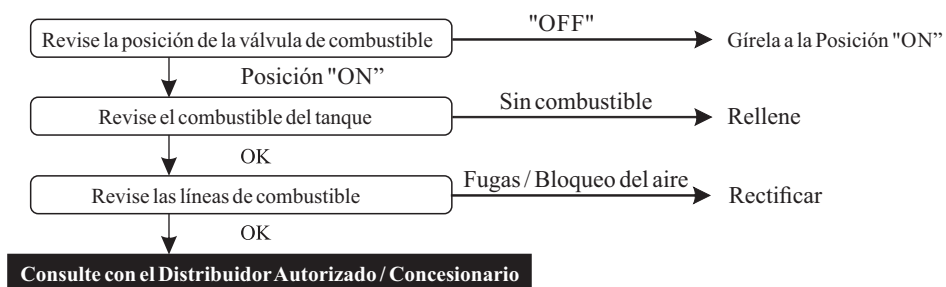 Revise la posición de la válvula de combustible
"OFF"
Gírela a la Posición "ON”
Posición "ON”
Revise el combustible del tanque
Sin combustible
Rellene
OK
Revise las líneas de combustible
Fugas / Bloqueo del aire
Rectificar
OK
Consulte con el Distribuidor Autorizado / Concesionario